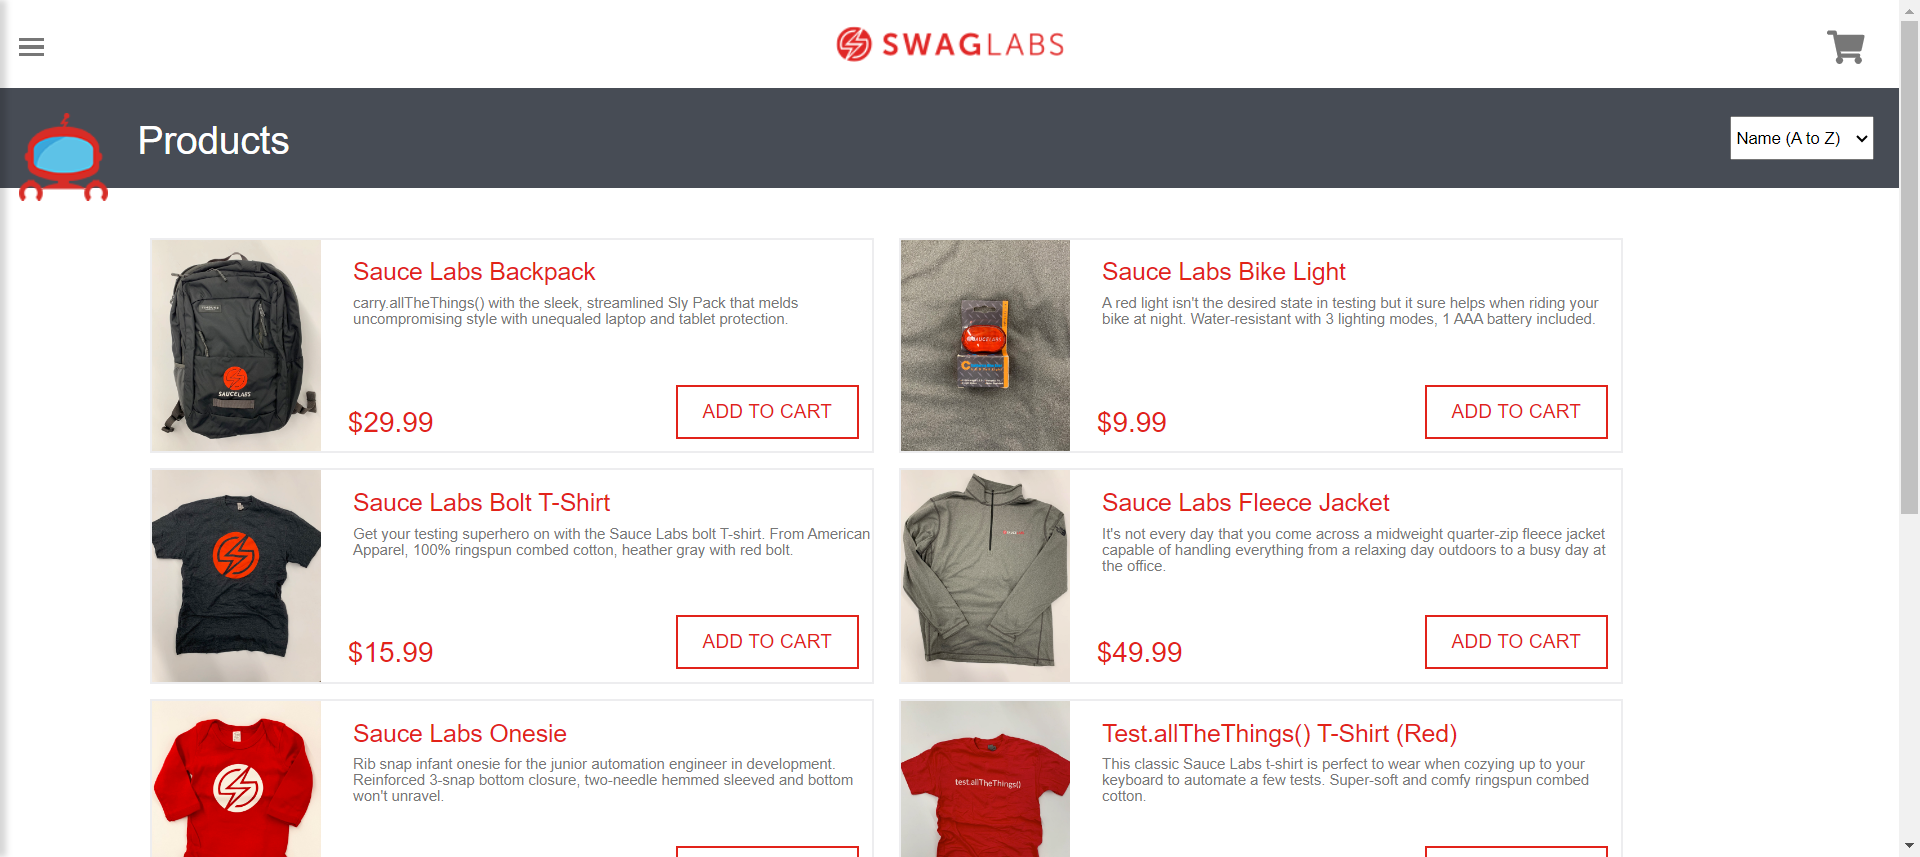 SWAGLABS
Products
Name (A to Z)
Sauce Labs Backpack
carry.allTheThings() with the sleek, streamlined Sly Pack that melds
uncompromising style with unequaled laptop and tablet protection.
SAUCELABS
$29.99
ADD TO CART
Sauce Labs Bike Light
A red light isn't the desired state in testing but it sure helps when riding your
bike at night. Water-resistant with 3 lighting modes, 1 AAA battery included.
SAUCELABS
$9.99
ADD TO CART
Sauce Labs Bolt T-Shirt
Get your testing superhero on with the Sauce Labs bolt T-shirt. From American
Apparel, 100% ringspun combed cotton, heather gray with red bolt.
$15.99
ADD TO CART
Sauce Labs Fleece Jacket
It's not every day that you come across a midweight quarter-zip fleece jacket
capable of handling everything from a relaxing day outdoors to a busy day at
the office.
$49.99
ADD TO CART
Sauce Labs Onesie
Rib snap infant onesie for the junior automation engineer in development.
Reinforced 3-snap bottom closure, two-needle hemmed sleeved and bottom
won't unravel.
Test.allTheThings() T-Shirt (Red)
This classic Sauce Labs t-shirt is perfect to wear when cozying up to your
keyboard to automate a few tests. Super-soft and comfy ringspun combed
cotton.
test.allTheThings()